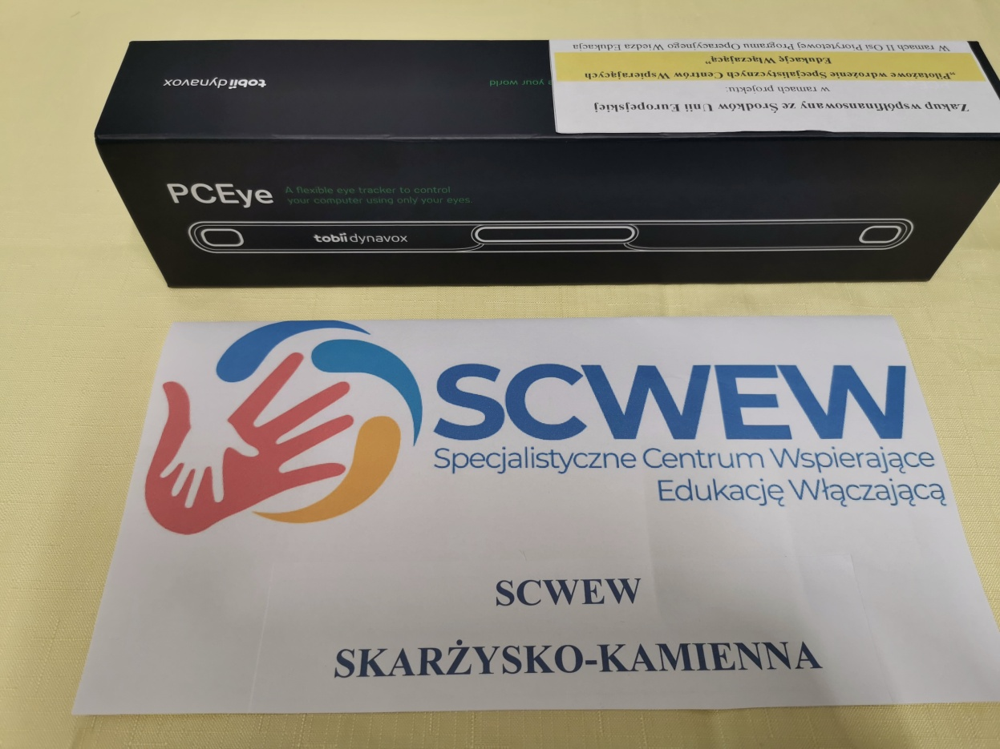 W ramach II Osi Piorytetowej Programu Operacyjnego Wiedza Edukacja
Edukację Włączającą”
„Pilotażowe wdrożenie Specjalistycznych Centrów Wspierających
w ramach projektu:
Zakup współfinansowany ze Środków Unii Europejskiej
tobii dynavox
your world
PCEye
A flexible eye tracker to control
your computer using only your eyes.
tobii dynavox
SCWEW
Specjalistyczne Centrum Wspierające
Edukację Włączającą
SCWEW
SKARŻYSKO-KAMIENNA